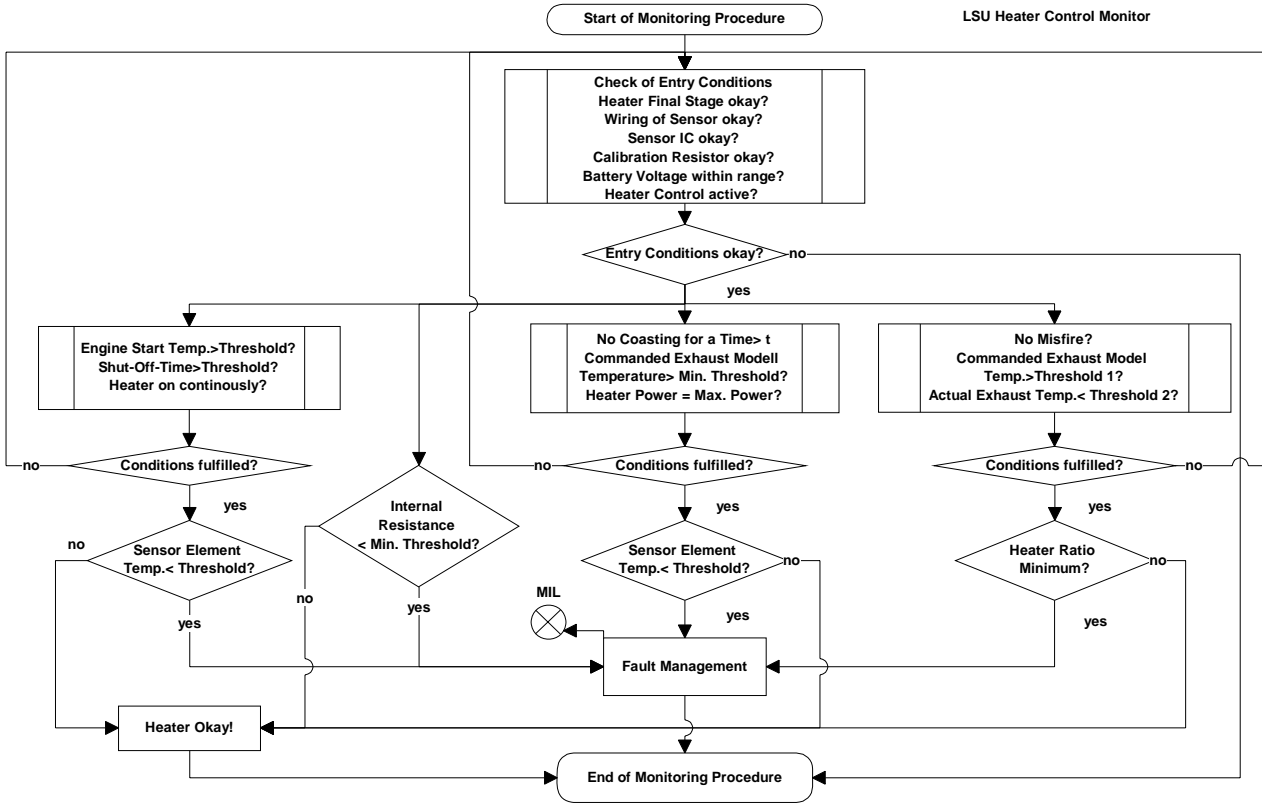 Start of Monitoring Procedure
LSU Heater Control Monitor
Check of Entry Conditions
Heater Final Stage okay?
Wiring of Sensor okay?
Sensor IC okay?
Calibration Resistor okay?
Battery Voltage within range?
Heater Control active?
Entry Conditions okay?
no
yes
Engine Start Temp.>Threshold?
Shut-Off-Time>Threshold?
Heater on continously?
No Coasting for a Time> t
Commanded Exhaust Modell
Temperature> Min. Threshold?
Heater Power = Max. Power?
No Misfire?
Commanded Exhaust Model
Temp.>Threshold 1?
Actual Exhaust Temp.< Threshold 2?
no
Conditions fulfilled?
yes
no
Conditions fulfilled?
yes
Conditions fulfilled?
no
yes
Internal
Resistance
< Min. Threshold?
no
yes
no
Sensor Element
Temp.< Threshold?
yes
Sensor Element
Temp.< Threshold?
no
yes
Heater Ratio
Minimum?
no
yes
MIL
Fault Management
Heater Okay!
End of Monitoring Procedure